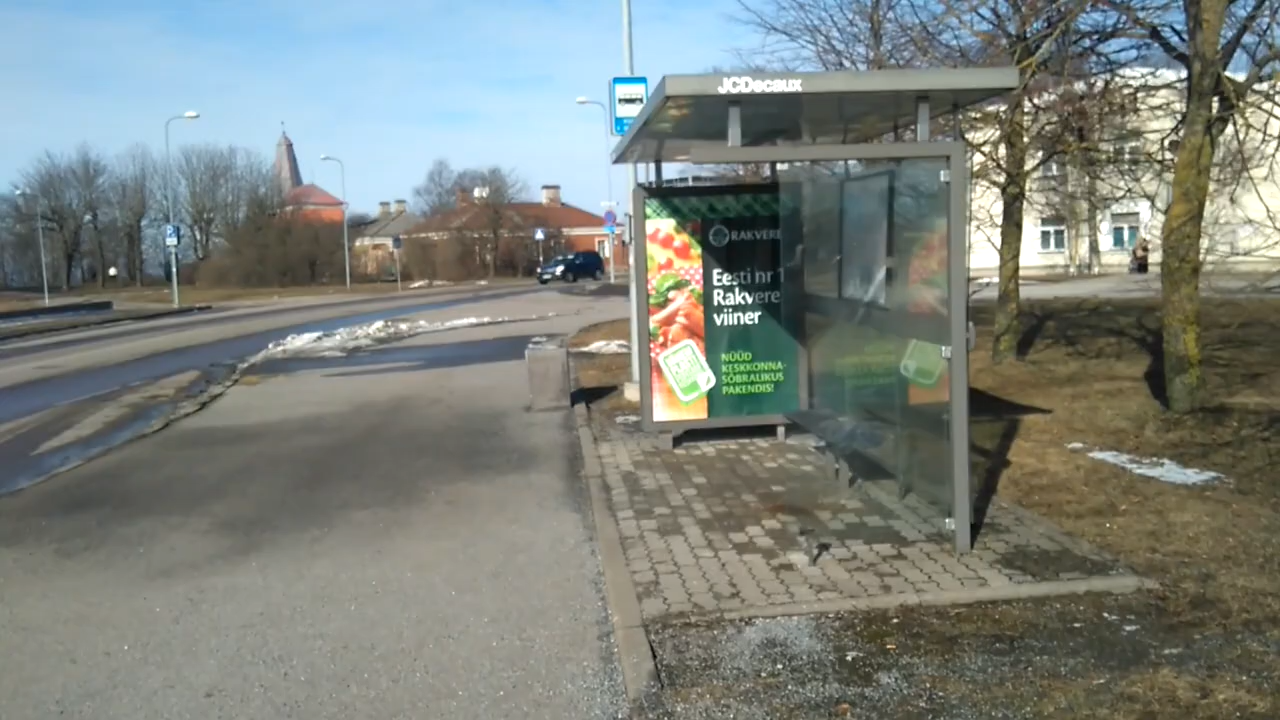 JCDecaux
RAKVERE
Eesti nr 1
Rakvere
viiner
NÜÜD
KESKKONNA-
SÕBRALIKUS
PAKENDIS!
P